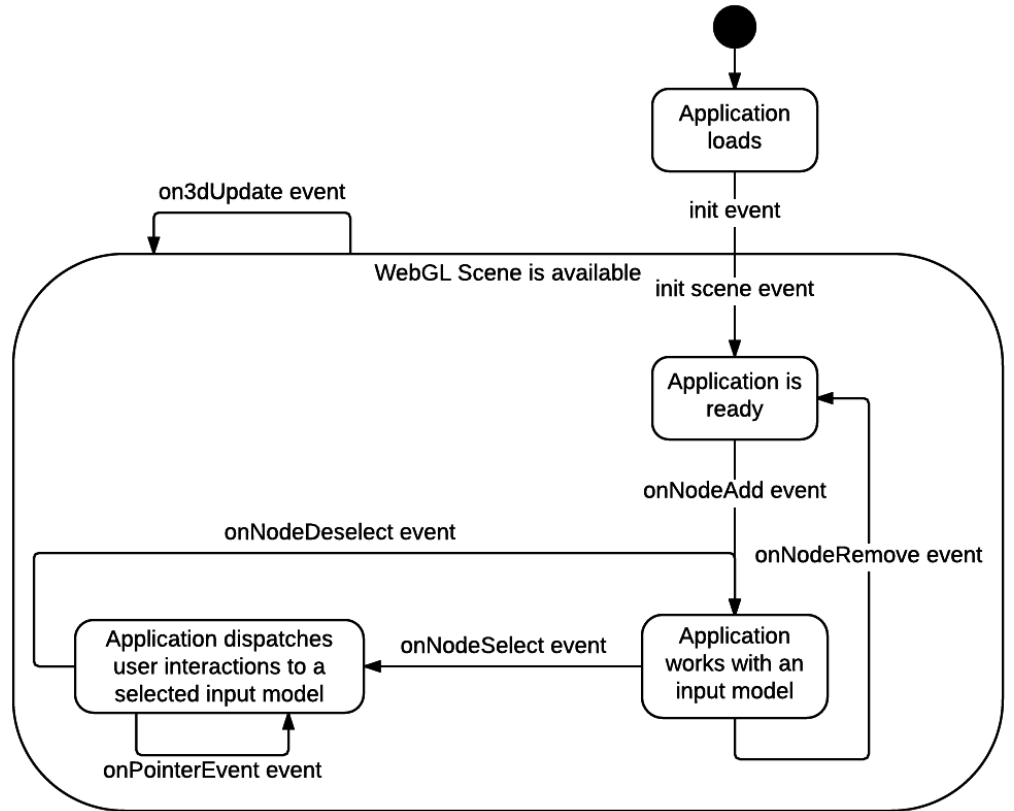 Application
loads
on3dUpdate event
init event
WebGL Scene is available
init scene event
Application is
ready
onNodeAdd event
onNodeDeselect event
onNodeRemove event
Application dispatches
user interactions to a
selected input model
onNodeSelect event
Application
works with an
input model
onPointerEvent event